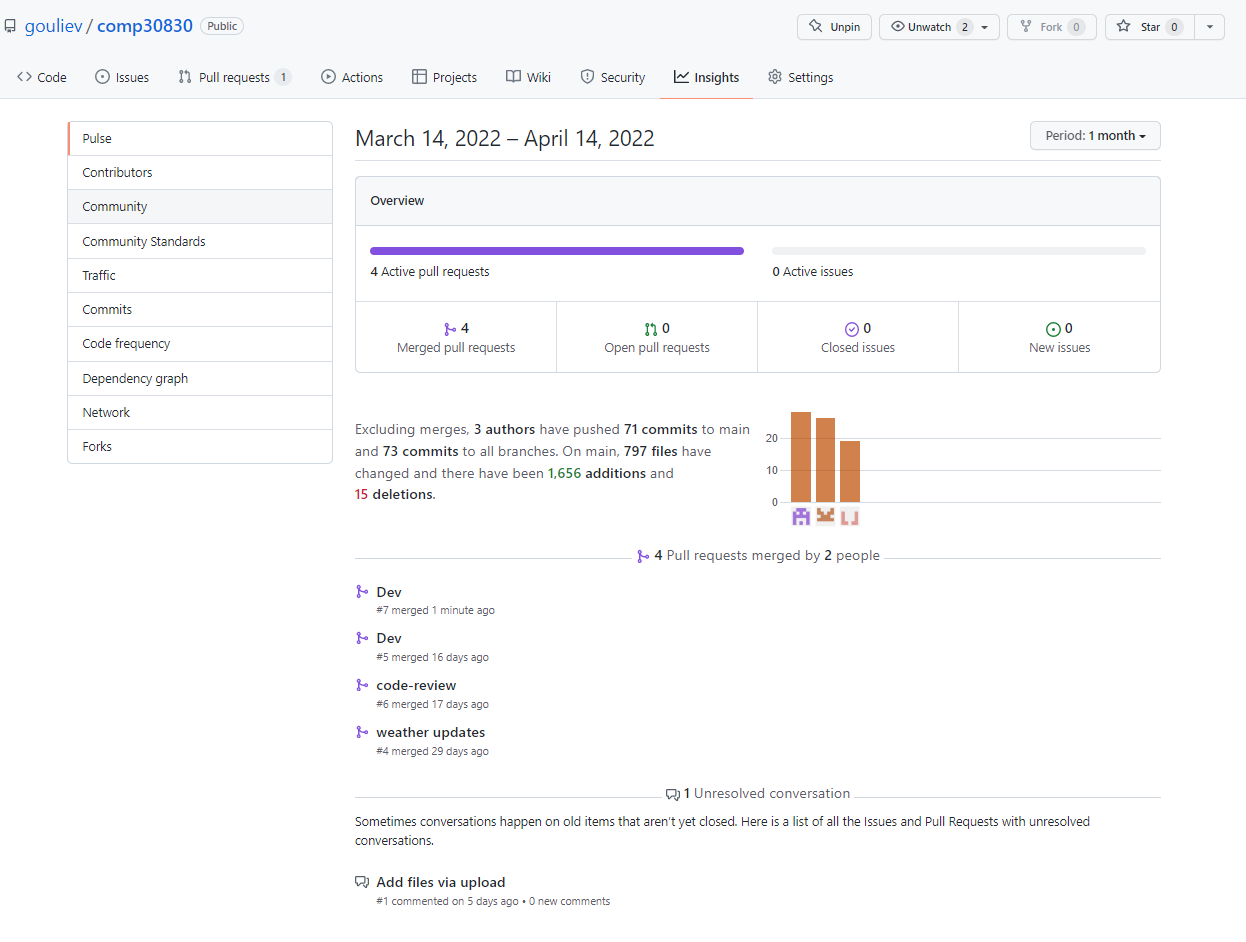 gouliev / comp30830 Public Unpin Unwatch 2 Fork 0 Star 0
Code Issues Pull requests 1 Actions Projects Wiki Security Insights Settings
Pulse
Contributors
Community
Community Standards
Traffic
Commits
Code frequency
Dependency graph
Network
Forks
March 14, 2022 – April 14, 2022 Period: 1 month
Overview
4 Active pull requests 0 Active issues
4 0 0 0
Merged pull requests Open pull requests Closed issues New issues
Excluding merges, 3 authors have pushed 71 commits to main
and 73 commits to all branches. On main, 797 files have
changed and there have been 1,656 additions and
15 deletions.
20
10
0
4 Pull requests merged by 2 people
Dev
#7 merged 1 minute ago
Dev
#5 merged 16 days ago
code-review
#6 merged 17 days ago
weather updates
#4 merged 29 days ago
1 Unresolved conversation
Sometimes conversations happen on old items that aren't yet closed. Here is a list of all the Issues and Pull Requests with unresolved
conversations.
Add files via upload
#1 commented on 5 days ago • 0 new comments